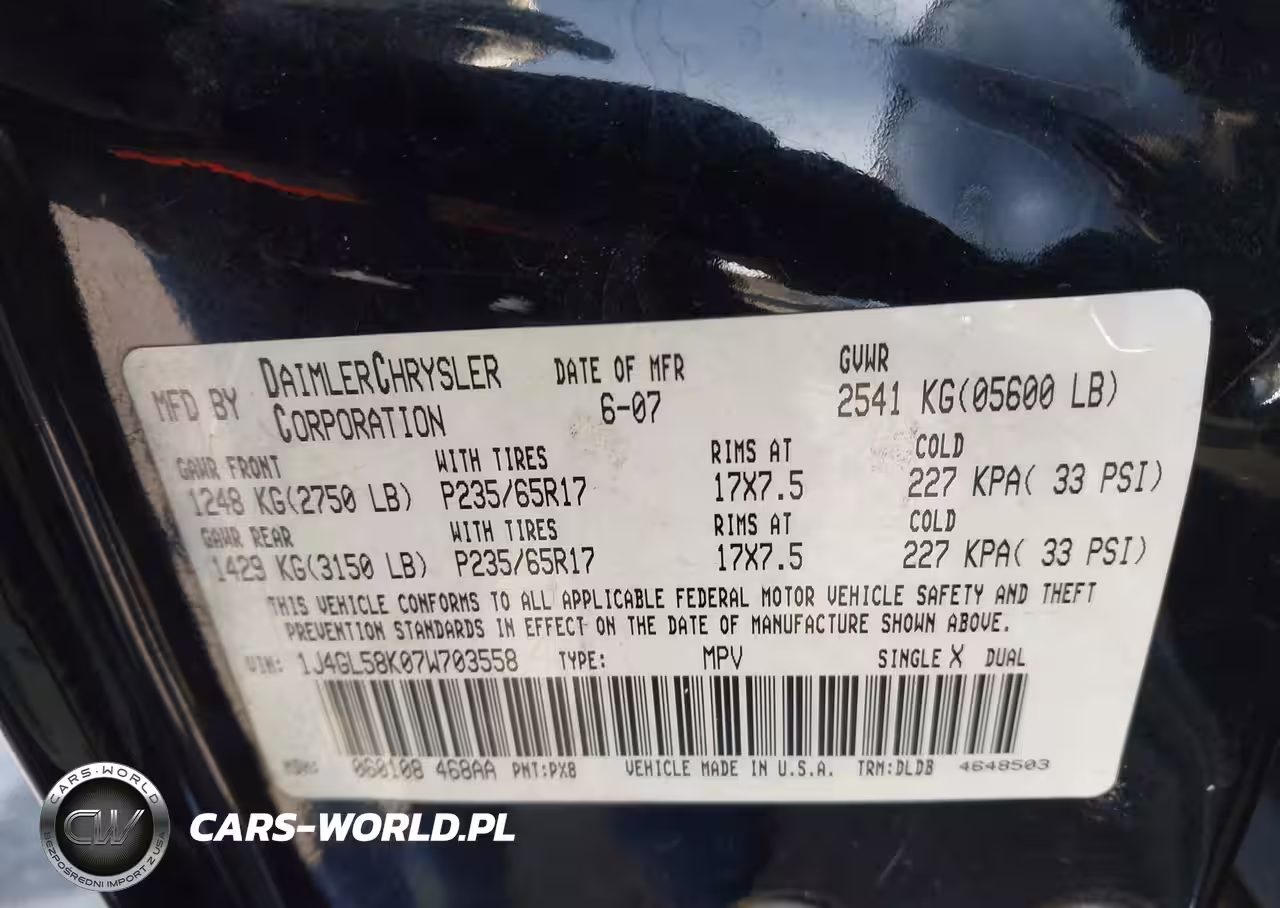 MFD BY DAIMLERCHRYSLER CORPORATION DATE OF MFR 6-07 GVWR 2541 KG(05600 LB)
GAWR FRONT WITH TIRES RIMS AT COLD
1248 KG(2750 LB) P235/65R17 17X7.5 227 KPA( 33 PSI)
GAWR REAR WITH TIRES RIMS AT COLD
1429 KG(3150 LB) P235/65R17 17X7.5 227 KPA( 33 PSI)
THIS VEHICLE CONFORMS TO ALL APPLICABLE FEDERAL MOTOR VEHICLE SAFETY AND THEFT
PREVENTION STANDARDS IN EFFECT ON THE DATE OF MANUFACTURE SHOWN ABOVE.
VIN: 1J4GL58K07W703558 TYPE: MPV SINGLE X DUAL
MDH: 060108 468AA PNT:PX8 VEHICLE MADE IN U.S.A. TRM:DLDB 4648503
CARS-WORLD
CW
BEZPOŚREDNI IMPORT Z USA
CARS-WORLD.PL